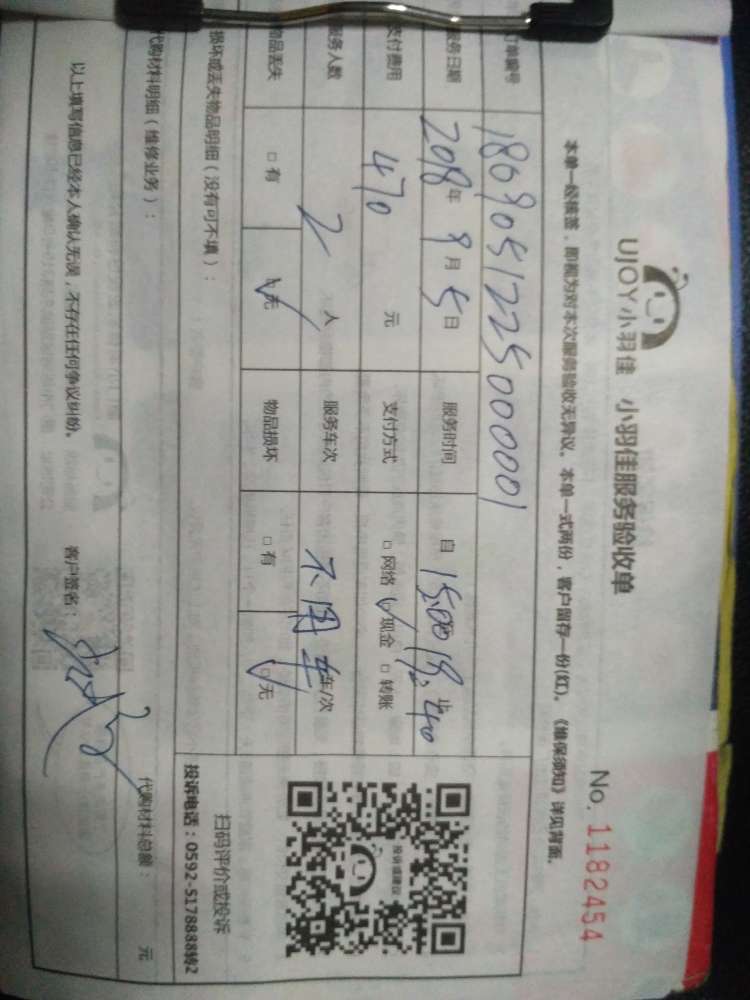 UJOY小羽佳 小羽佳服务验收单
No. 1182454
本单一经接签，即视为对本次服务验收无异议。本单一式两份，客户留存一份(红)。《维保须知》详见背面。
订单编号
服务日期 2018年9月5日 服务时间 自 15:00
支付费用 470 元 支付方式 □ 网络 ✓现金 □ 转账
服务人数 2 人 服务车次 不用车 车/次
物品丢失 □ 有 ✓无 物品损坏 □ 有 ✓无
投诉或建议
扫码评价或投诉
投诉电话：0592-5178888转2
损坏或丢失物品明细（没有可不填）：
代购材料明细（维修业务）：
代购材料总额： 元
以上填写信息已经本人确认无误，不存在任何争议纠纷。 客户签名：